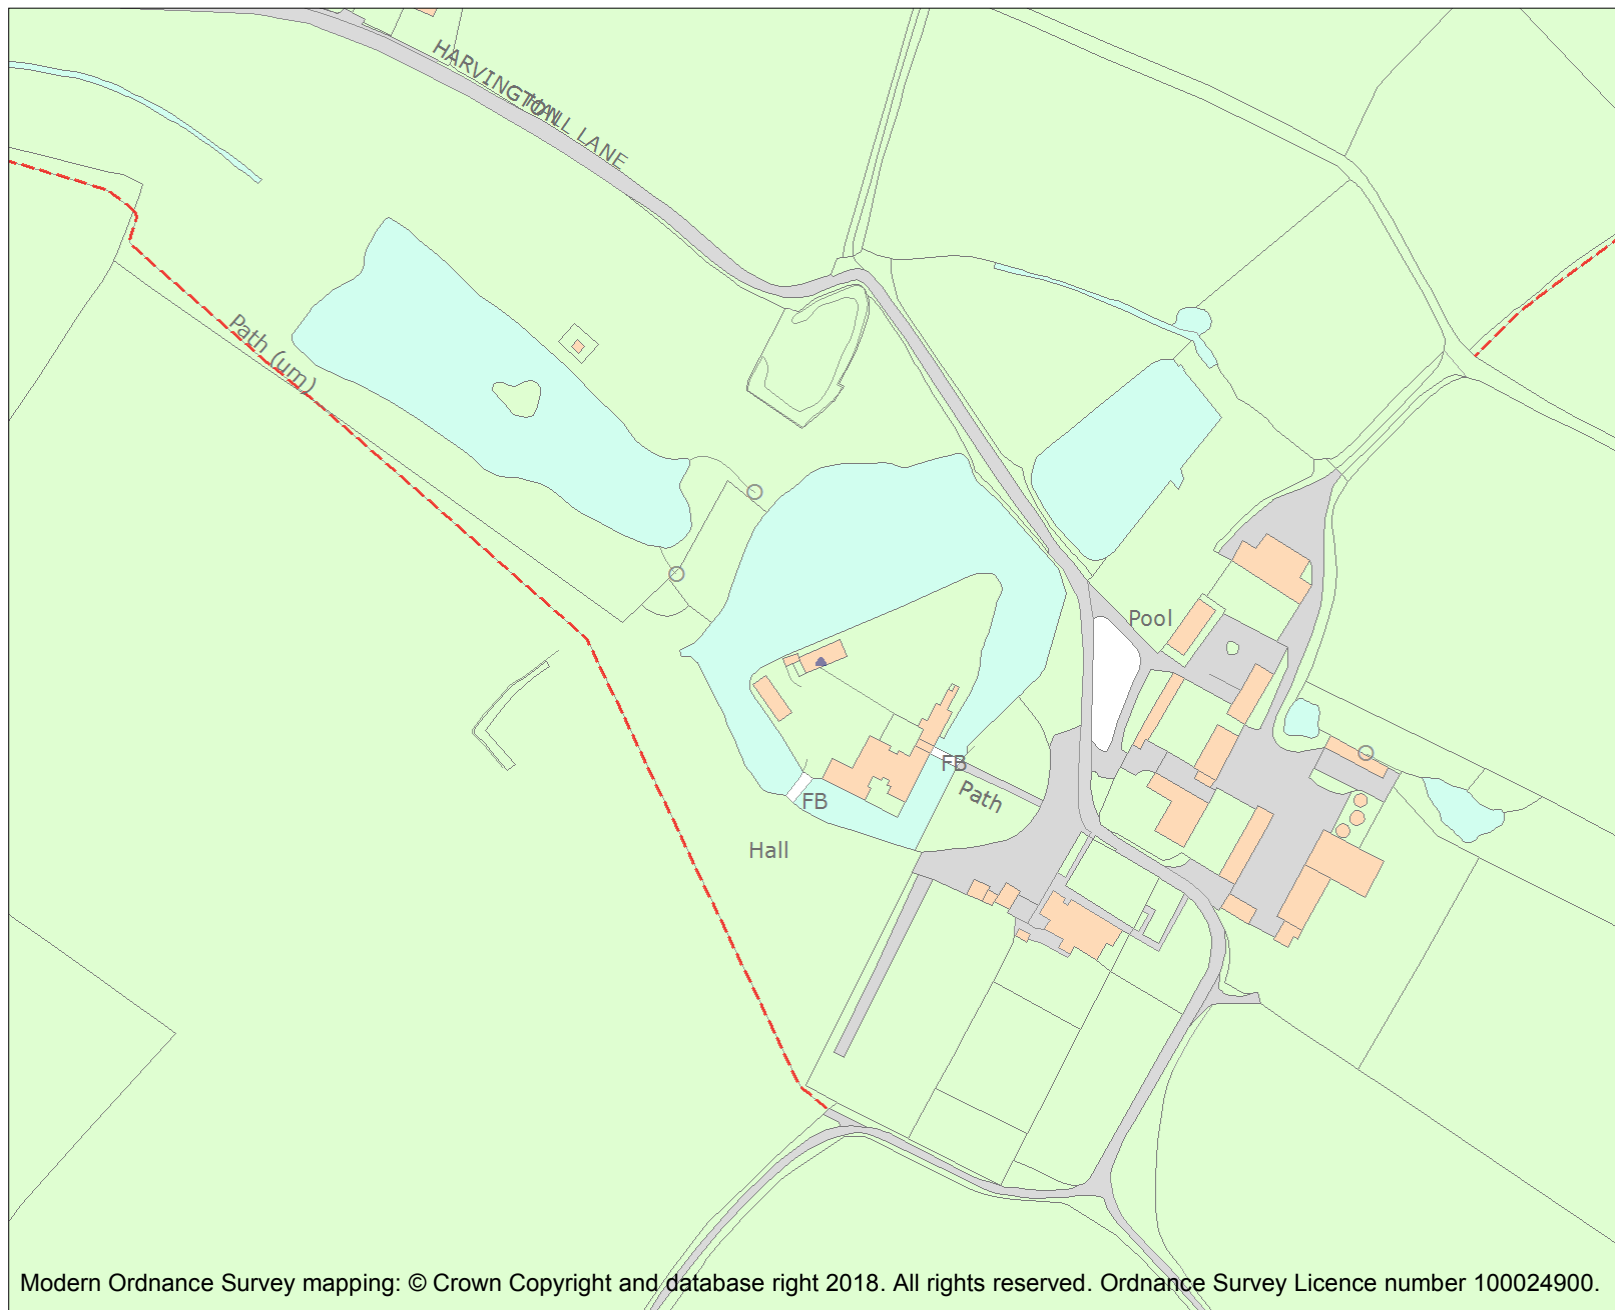 HARVINGTON
HALL LANE
Path (um)
Pool
FB
Path
FB
Hall
Modern Ordnance Survey mapping: © Crown Copyright and database right 2018. All rights reserved. Ordnance Survey Licence number 100024900.